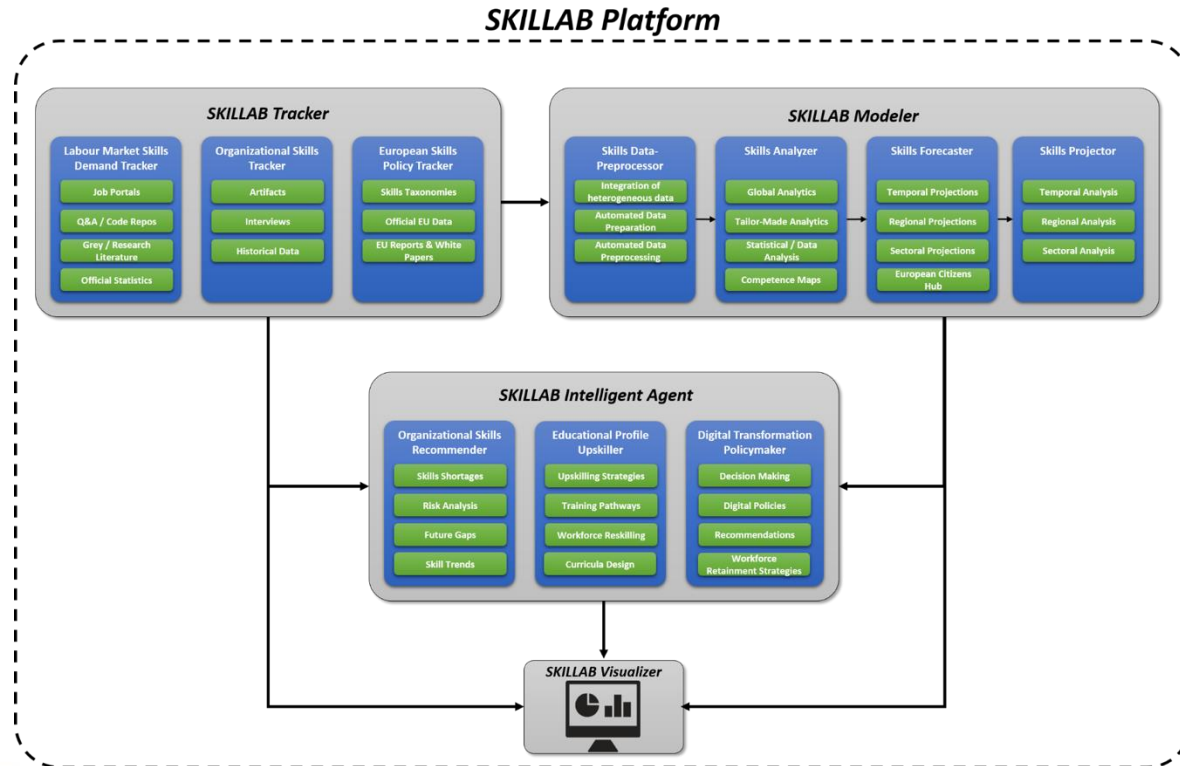 SKILLAB Platform
SKILLAB Tracker
Labour Market Skills
Demand Tracker
Job Portals
Q&A / Code Repos
Grey / Research
Literature
Official Statistics
Organizational Skills
Tracker
Artifacts
Interviews
Historical Data
European Skills
Policy Tracker
Skills Taxonomies
Official EU Data
EU Reports & White
Papers
SKILLAB Modeler
Skills Data-
Preprocessor
Integration of
heterogeneous data
Automated Data
Preparation
Automated Data
Preprocessing
Skills Analyzer
Global Analytics
Tailor-Made Analytics
Statistical / Data
Analysis
Competence Maps
Skills Forecaster
Temporal Projections
Regional Projections
Sectoral Projections
European Citizens
Hub
Skills Projector
Temporal Analysis
Regional Analysis
Sectoral Analysis
SKILLAB Intelligent Agent
Organizational Skills
Recommender
Skills Shortages
Risk Analysis
Future Gaps
Skill Trends
Educational Profile
Upskiller
Upskilling Strategies
Training Pathways
Workforce Reskilling
Curricula Design
Digital Transformation
Policymaker
Decision Making
Digital Policies
Recommendations
Workforce
Retainment Strategies
SKILLAB Visualizer